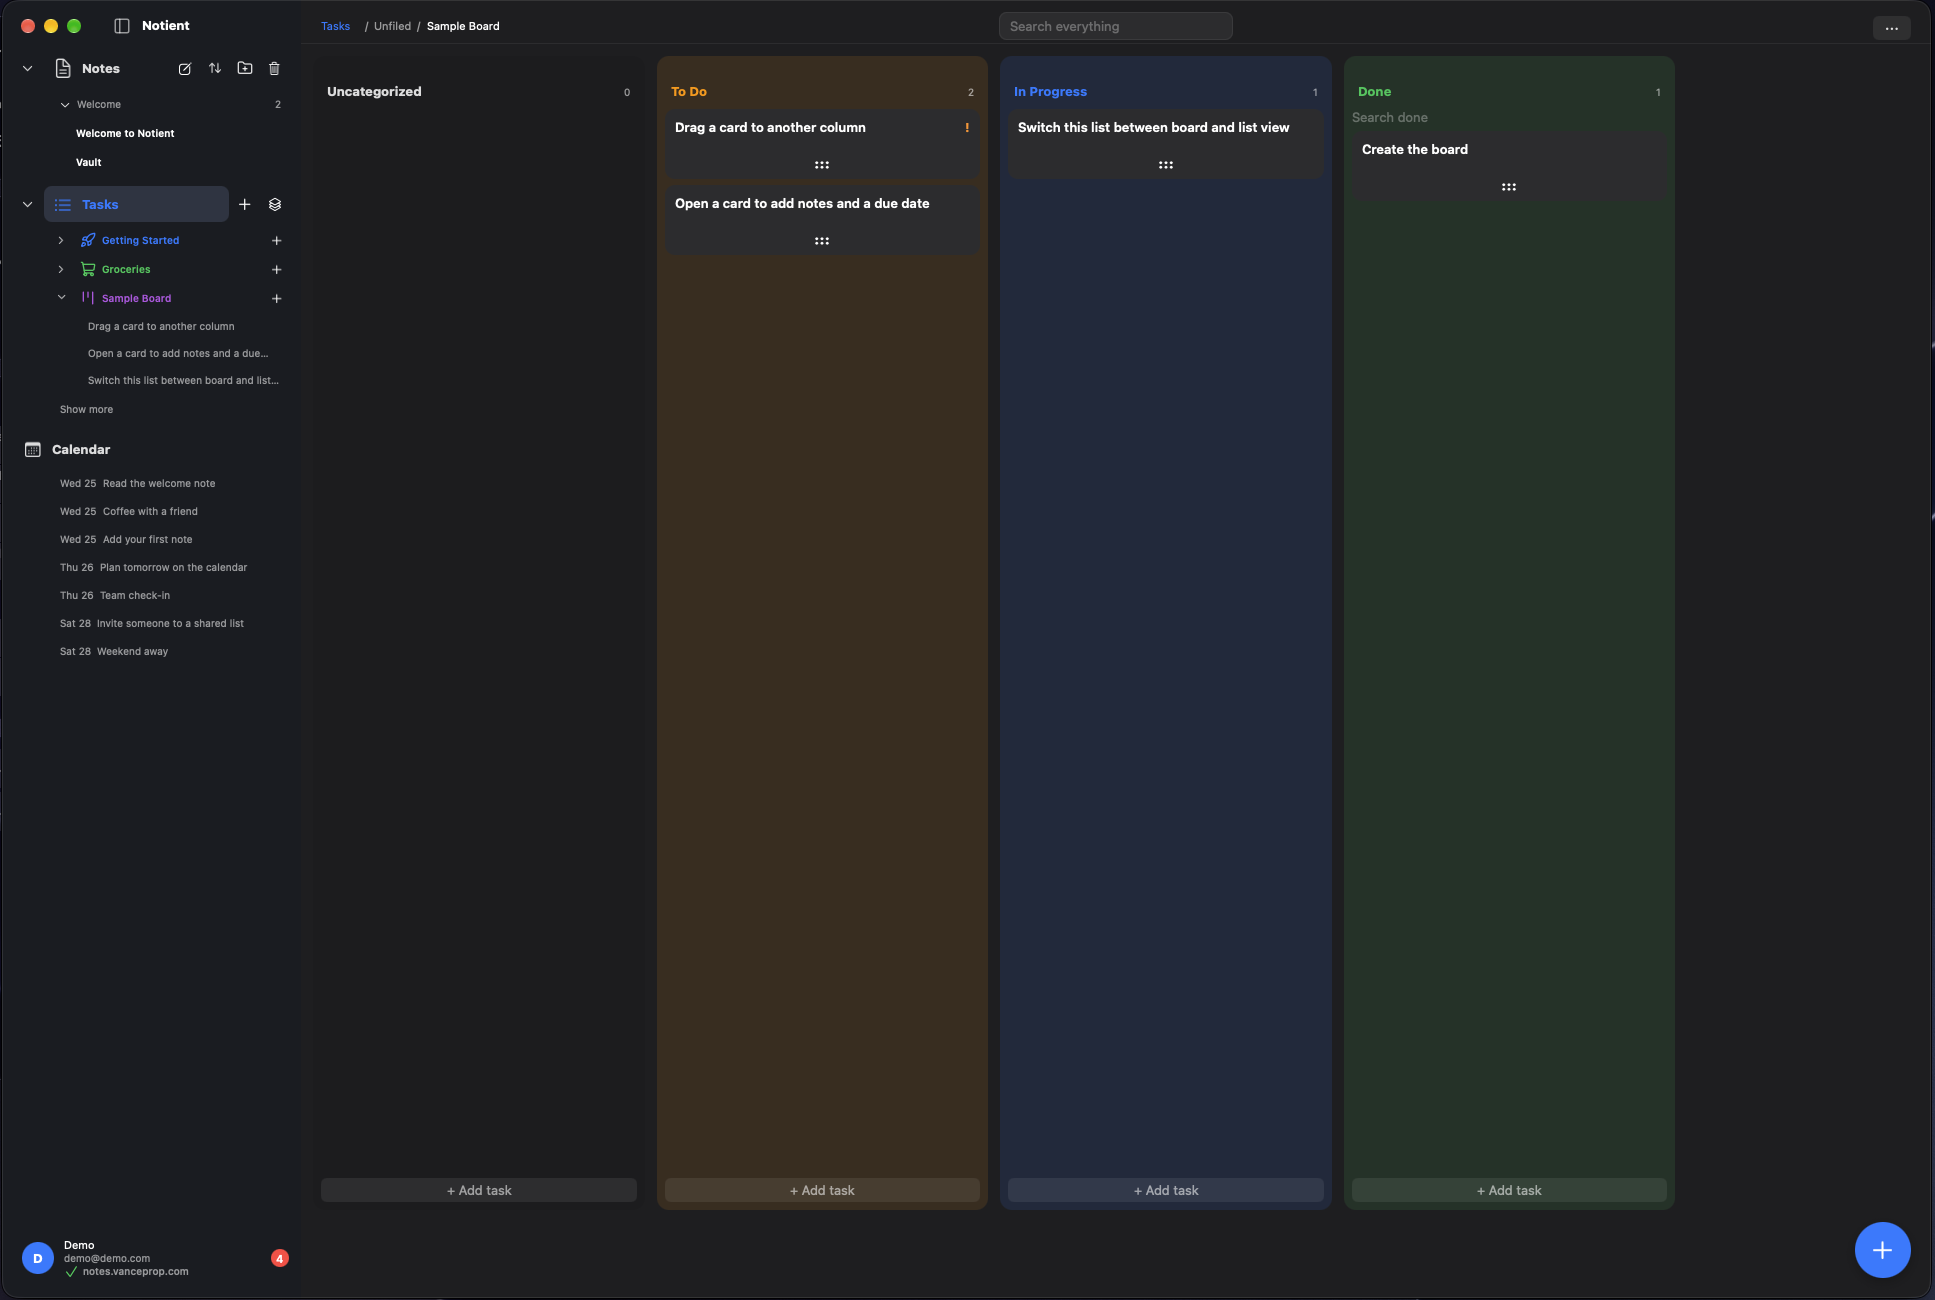 Notient
Notes
Welcome 2
Welcome to Notient
Vault
Tasks
Getting Started
Groceries
Sample Board
Drag a card to another column
Open a card to add notes and a due...
Switch this list between board and list...
Show more
Calendar
Wed 25 Read the welcome note
Wed 25 Coffee with a friend
Wed 25 Add your first note
Thu 26 Plan tomorrow on the calendar
Thu 26 Team check-in
Sat 28 Invite someone to a shared list
Sat 28 Weekend away
D
Demo
demo@demo.com
notes.vanceprop.com
4
Tasks / Unfiled / Sample Board
Search everything
...
Uncategorized 0
+ Add task
To Do 2
Drag a card to another column !
Open a card to add notes and a due date
+ Add task
In Progress 1
Switch this list between board and list view
+ Add task
Done 1
Search done
Create the board
+ Add task
+